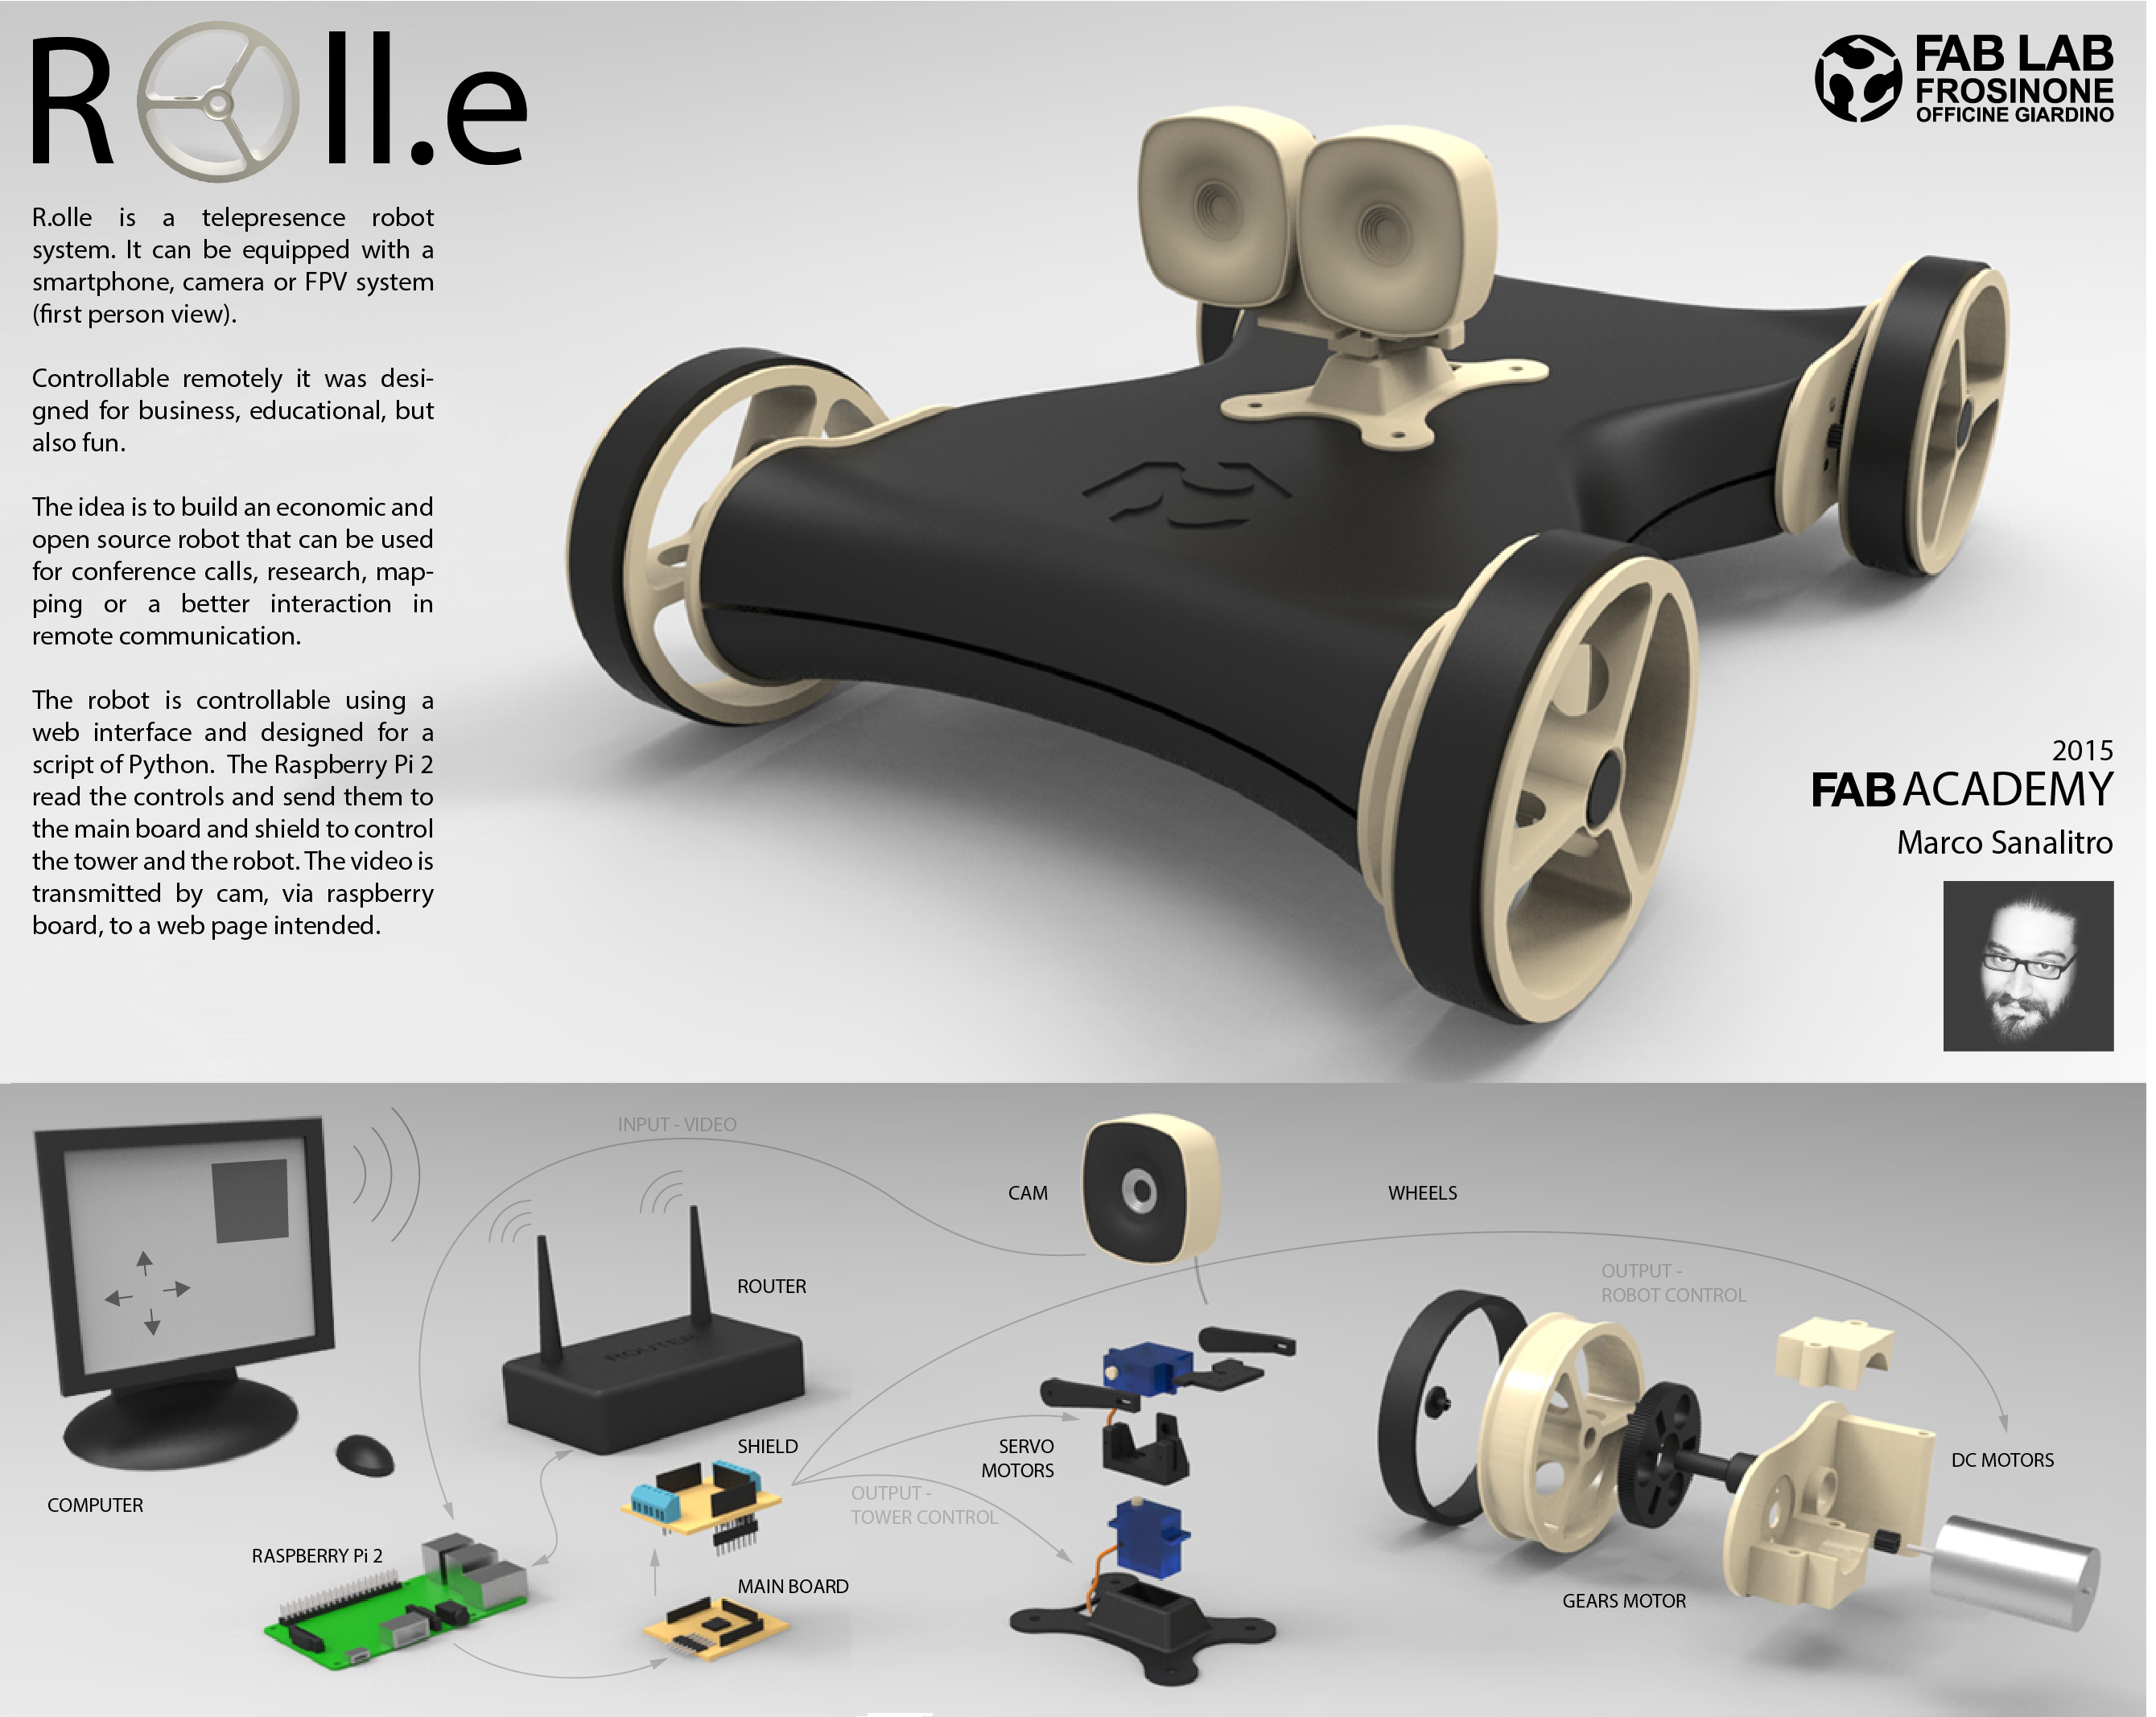 Roll.e
R.olle is a telepresence robot
system. It can be equipped with a
smartphone, camera or FPV system
(first person view).
Controllable remotely it was desi-
gned for business, educational, but
also fun.
The idea is to build an economic and
open source robot that can be used
for conference calls, research, map-
ping or a better interaction in
remote communication.
The robot is controllable using a
web interface and designed for a
script of Python. The Raspberry Pi 2
read the controls and send them to
the main board and shield to control
the tower and the robot. The video is
transmitted by cam, via raspberry
board, to a web page intended.
FAB LAB
FROSINONE
OFFICINE GIARDINO
2015
FAB ACADEMY
Marco Sanalitro
INPUT - VIDEO
CAM
WHEELS
ROUTER
ROUTER
OUTPUT -
ROBOT CONTROL
SHIELD
SERVO
MOTORS
DC MOTORS
COMPUTER
OUTPUT -
TOWER CONTROL
RASPBERRY Pi 2
MAIN BOARD
GEARS MOTOR